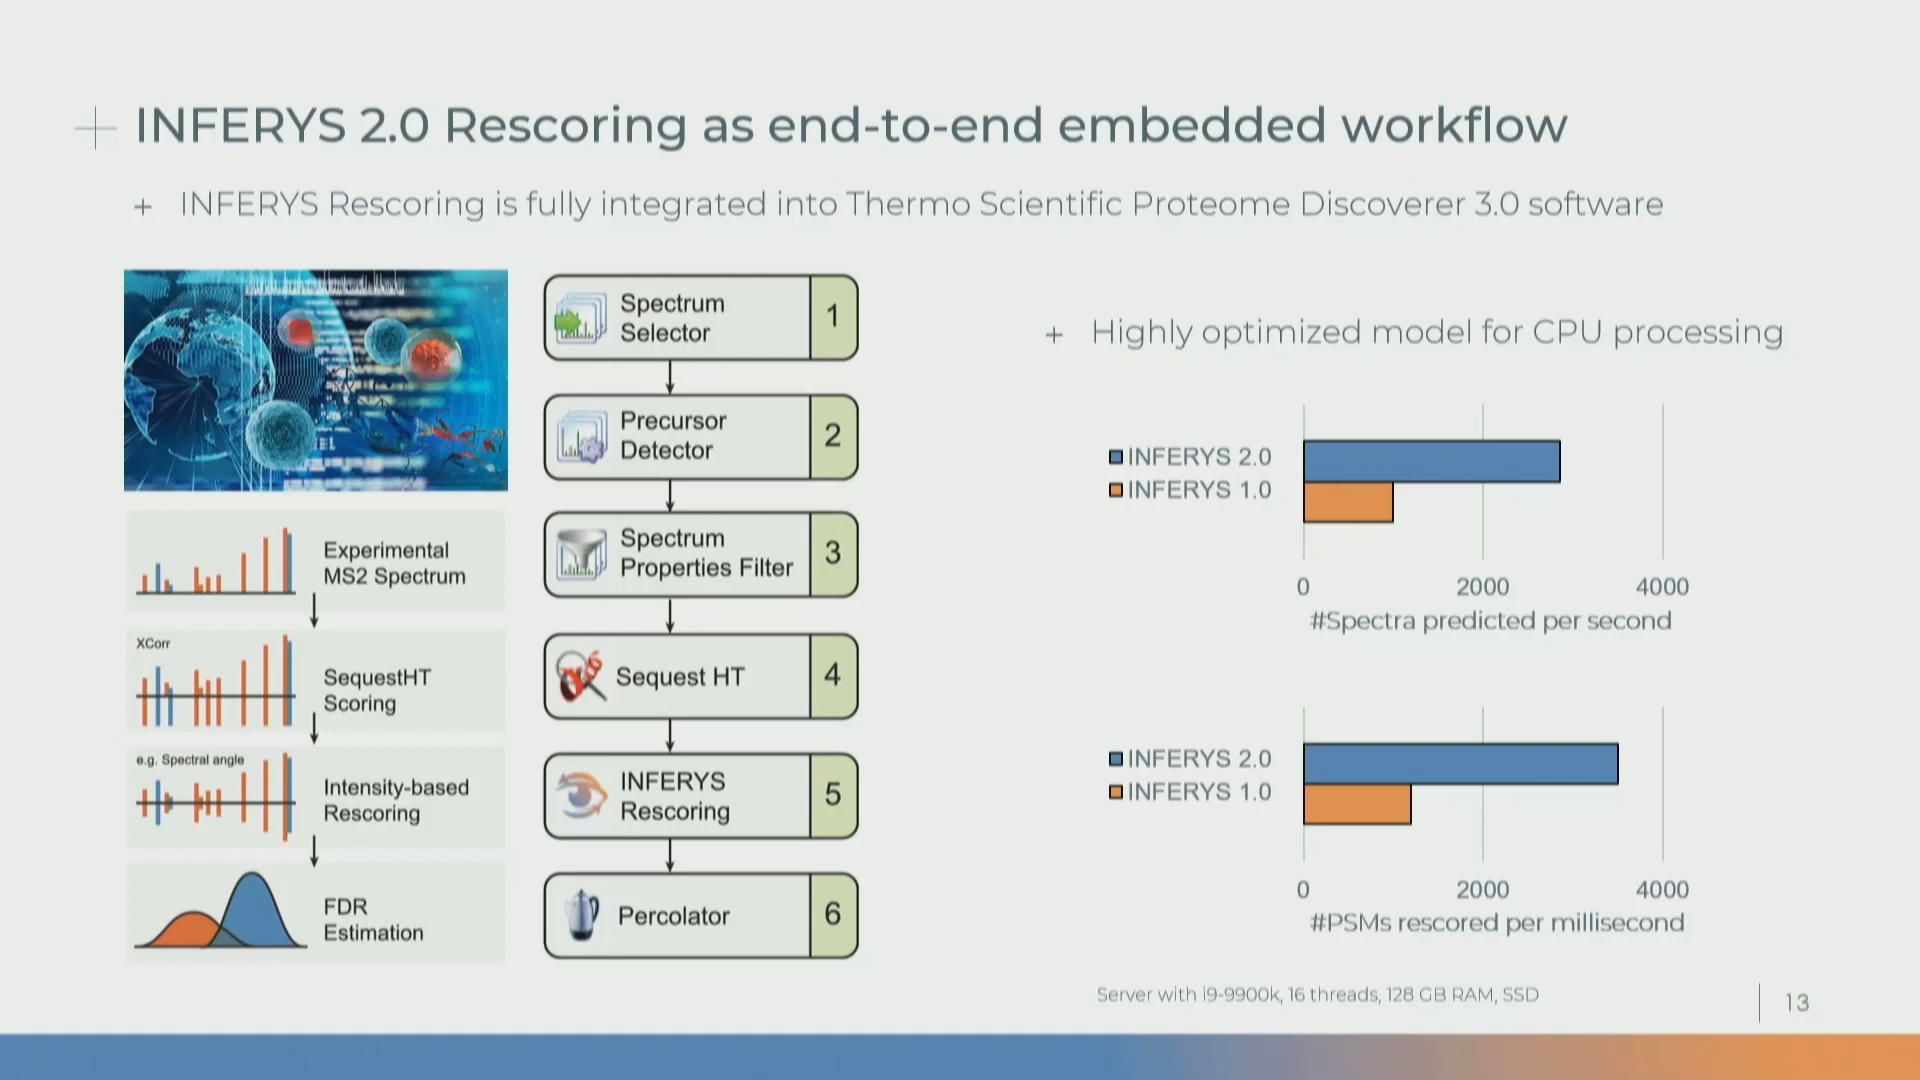 INFERYS 2.0 Rescoring as end-to-end embedded workflow
+ INFERYS Rescoring is fully integrated into Thermo Scientific Proteome Discoverer 3.0 software
Experimental
MS2 Spectrum
XCorr
SequestHT
Scoring
e.g. Spectral angle
Intensity-based
Rescoring
FDR
Estimation
Spectrum
Selector
1
Precursor
Detector
2
Spectrum
Properties Filter
3
Sequest HT
4
INFERYS
Rescoring
5
Percolator
6
+ Highly optimized model for CPU processing
INFERYS 2.0
INFERYS 1.0
0 2000 4000
#Spectra predicted per second
INFERYS 2.0
INFERYS 1.0
0 2000 4000
#PSMs rescored per millisecond
Server with i9-9900k, 16 threads, 128 GB RAM, SSD
13